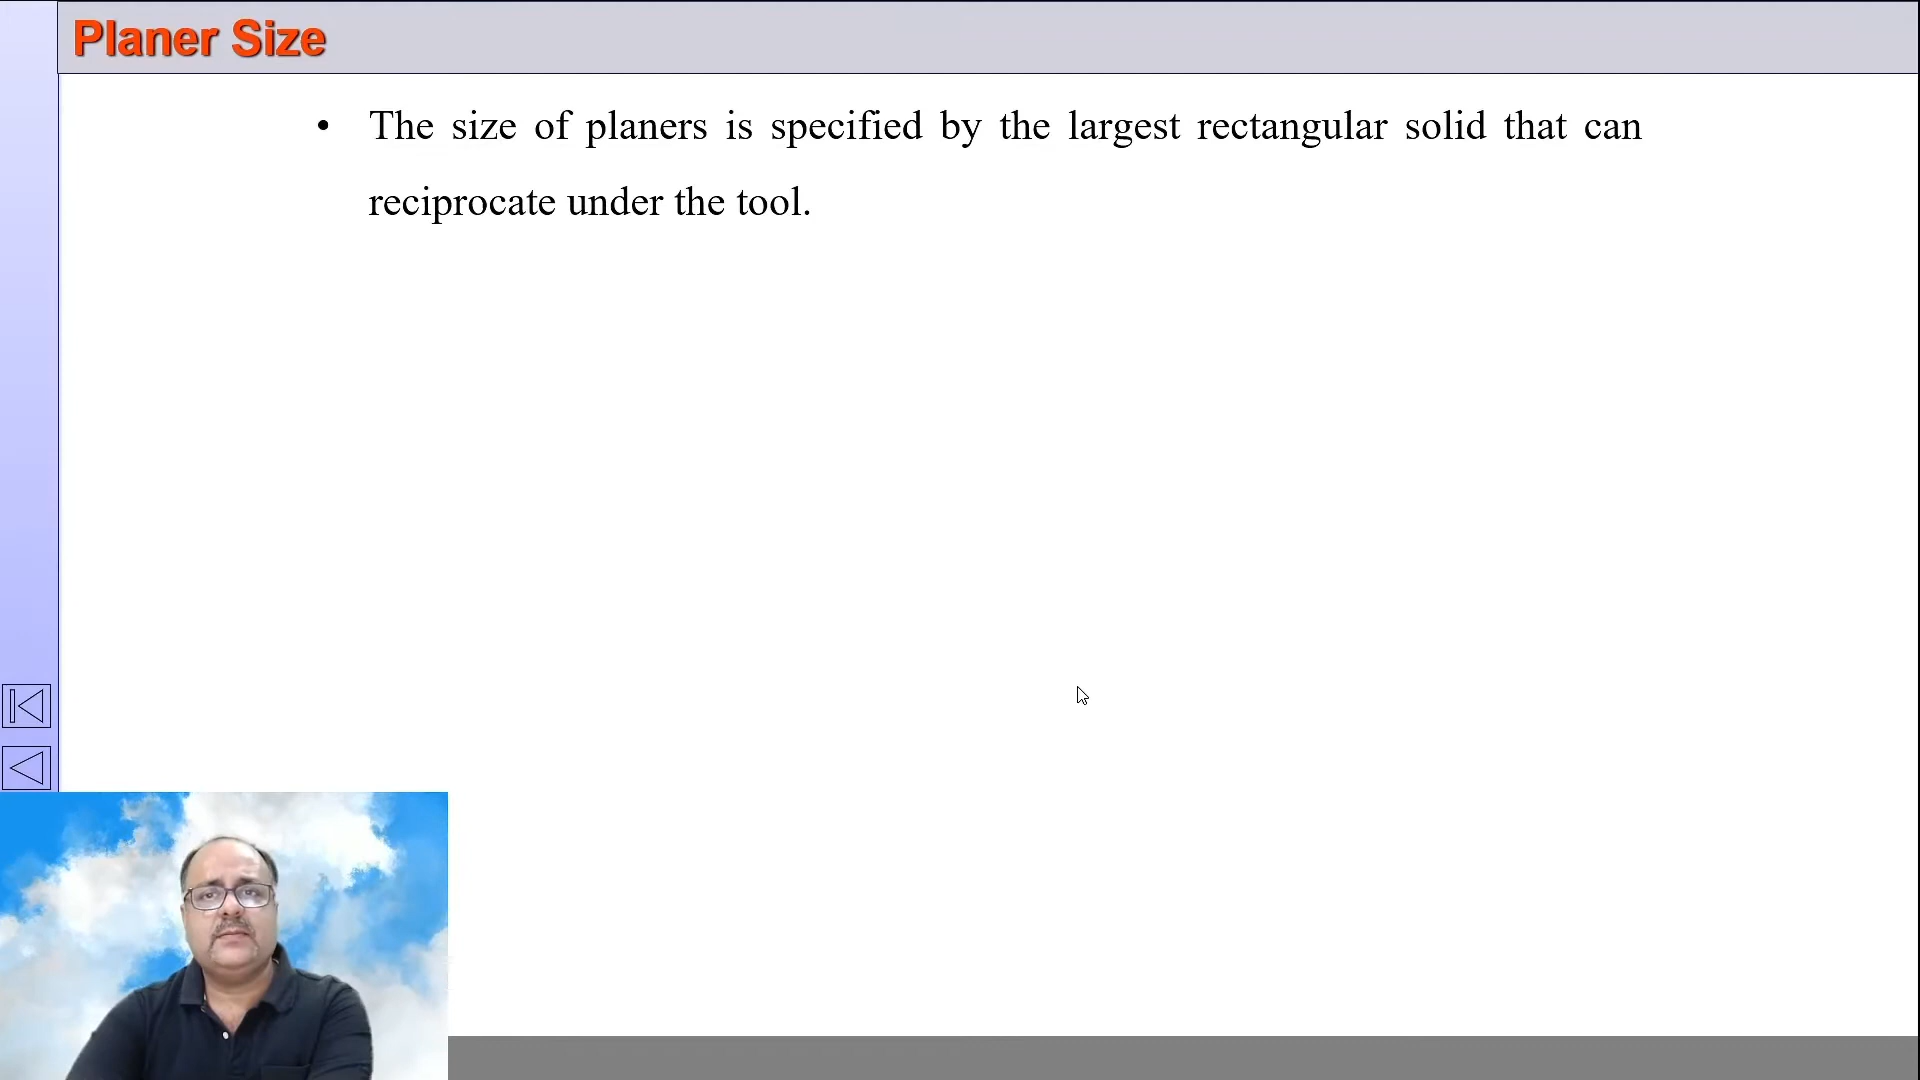 Planer Size
• The size of planers is specified by the largest rectangular solid that can
reciprocate under the tool.